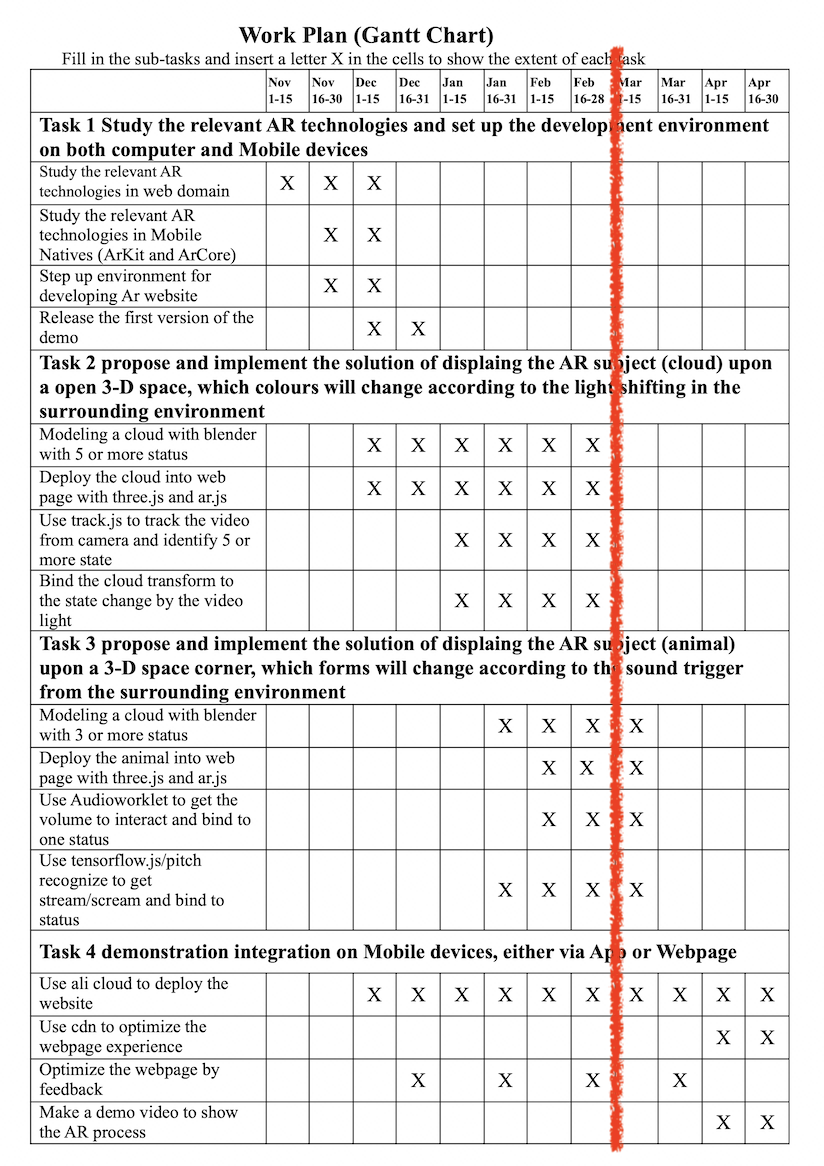 Work Plan (Gantt Chart)
Fill in the sub-tasks and insert a letter X in the cells to show the extent of each task
Nov 1-15 Nov 16-30 Dec 1-15 Dec 16-31 Jan 1-15 Jan 16-31 Feb 1-15 Feb 16-28 Mar 1-15 Mar 16-31 Apr 1-15 Apr 16-30
Task 1 Study the relevant AR technologies and set up the development environment
on both computer and Mobile devices
Study the relevant AR
technologies in web domain X X X
Study the relevant AR
technologies in Mobile X X
Natives (ArKit and ArCore)
Step up environment for
developing Ar website X X
Release the first version of the
demo X X
Task 2 propose and implement the solution of displaing the AR subject (cloud) upon
a open 3-D space, which colours will change according to the light shifting in the
surrounding environment
Modeling a cloud with blender
with 5 or more status X X X X X X
Deploy the cloud into web
page with three.js and ar.js X X X X X X
Use track.js to track the video
from camera and identify 5 or X X X X
more state
Bind the cloud transform to
the state change by the video X X X X
light
Task 3 propose and implement the solution of displaing the AR subject (animal)
upon a 3-D space corner, which forms will change according to the sound trigger
from the surrounding environment
Modeling a cloud with blender
with 3 or more status X X X X
Deploy the animal into web
page with three.js and ar.js X X X
Use Audioworklet to get the
volume to interact and bind to X X X
one status
Use tensorflow.js/pitch
recognize to get
stream/scream and bind to X X X X
status
Task 4 demonstration integration on Mobile devices, either via App or Webpage
Use ali cloud to deploy the
website X X X X X X X X X X
Use cdn to optimize the
webpage experience X X
Optimize the webpage by
feedback X X X X
Make a demo video to show
the AR process X X